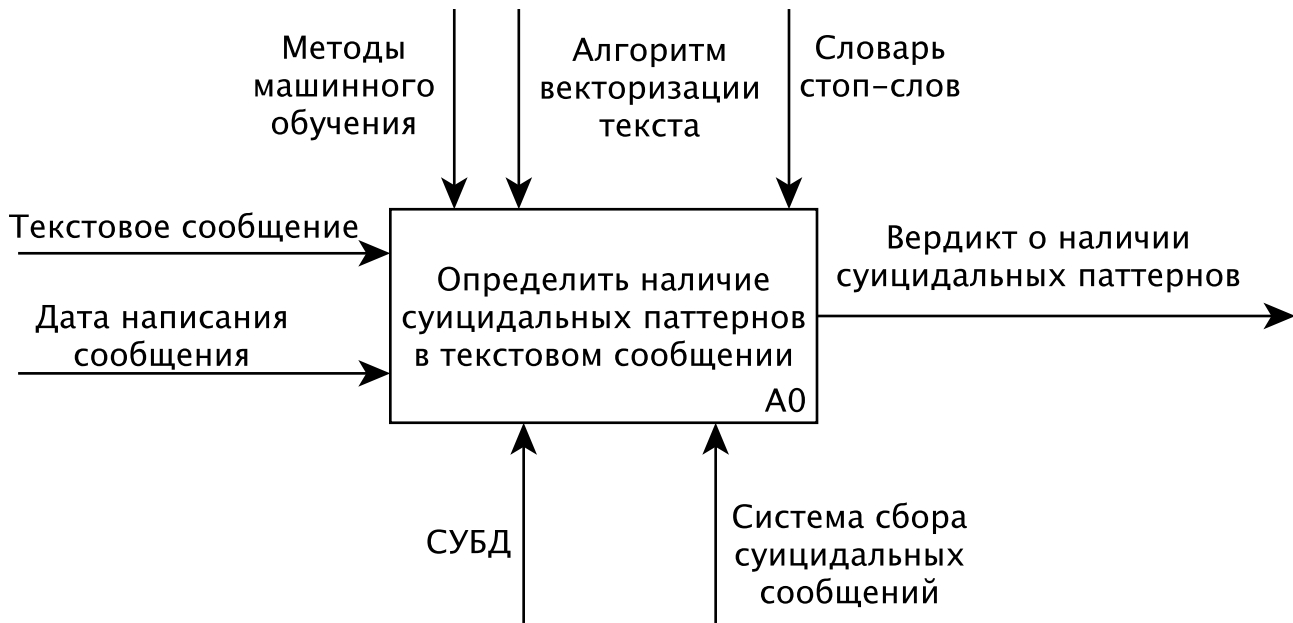 Методы
машинного
обучения
Алгоритм
векторизации
текста
Словарь
стоп-слов
Текстовое сообщение
Дата написания
сообщения
Определить наличие
суицидальных паттернов
в текстовом сообщении
A0
Вердикт о наличии
суицидальных паттернов
СУБД
Система сбора
суицидальных
сообщений